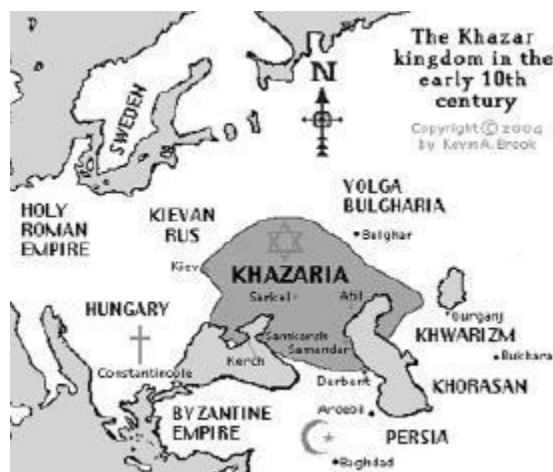 The Khazar
kingdom in the
early 10th
century
Copyright © 2004
by Kevin A. Brook
N
SWEDEN
HOLY
ROMAN
EMPIRE
KIEVAN
RUS
VOLGA
BULGHARIA
Bulghar
Kiev
KHAZARIA
Sarkel
Atil
HUNGARY
Gurganj
KHWARIZM
Samkarsh
Samandar
Kerch
Bukhara
Constantinople
Derbent
KHORASAN
BYZANTINE
EMPIRE
Ardebil
PERSIA
Baghdad